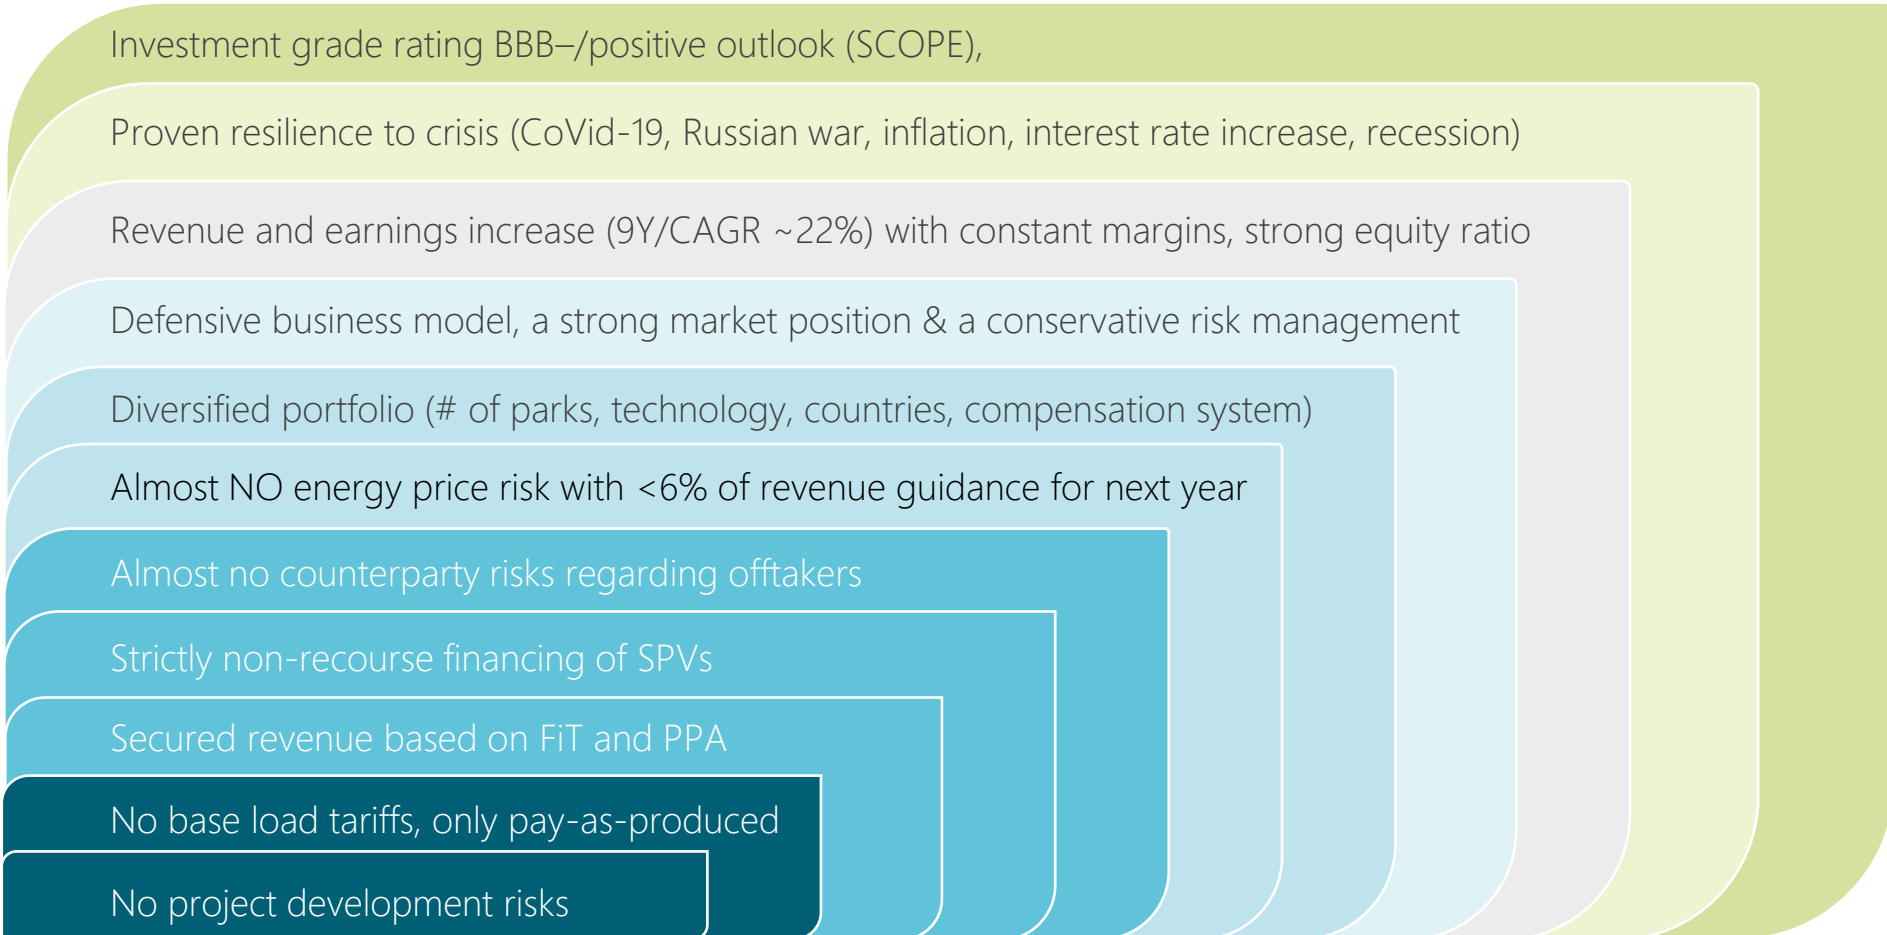 Investment grade rating BBB–/positive outlook (SCOPE),
Proven resilience to crisis (CoVid-19, Russian war, inflation, interest rate increase, recession)
Revenue and earnings increase (9Y/CAGR ~22%) with constant margins, strong equity ratio
Defensive business model, a strong market position & a conservative risk management
Diversified portfolio (# of parks, technology, countries, compensation system)
Almost NO energy price risk with <6% of revenue guidance for next year
Almost no counterparty risks regarding offtakers
Strictly non-recourse financing of SPVs
Secured revenue based on FiT and PPA
No base load tariffs, only pay-as-produced
No project development risks